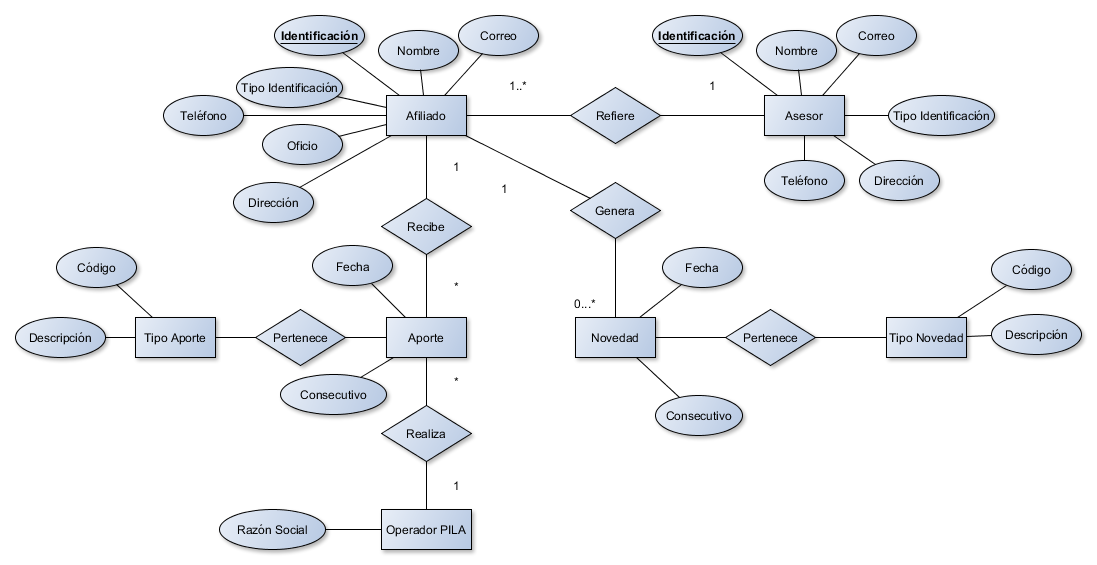 Identificación
Nombre
Correo
Identificación
Nombre
Correo
Tipo Identificación
1..*
1
Teléfono
Afiliado
Refiere
Asesor
Tipo Identificación
Oficio
1
Teléfono
Dirección
1
Dirección
Genera
Recibe
Fecha
Fecha
Código
Código
*
0...*
Descripción
Tipo Aporte
Pertenece
Aporte
Novedad
Pertenece
Tipo Novedad
Descripción
*
Consecutivo
Consecutivo
Realiza
1
Razón Social
Operador PILA